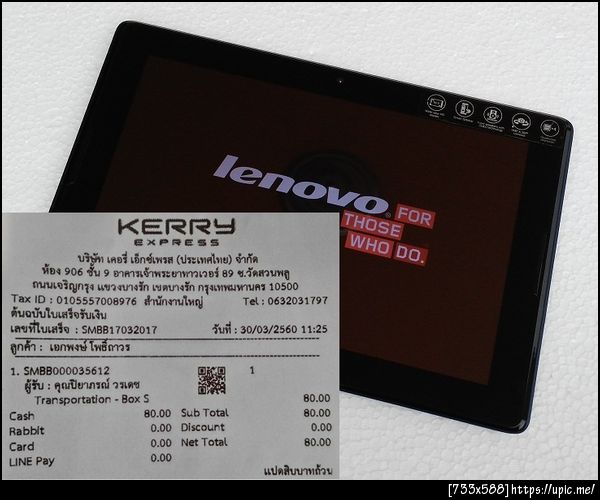 lenovo® FOR
THOSE
WHO DO.
KERRY
EXPRESS
บริษัท เคอรี่ เอ็กซ์เพรส (ประเทศไทย) จำกัด
ห้อง 906 ชั้น 9 อาคารเจ้าพระยาทาวเวอร์ 89 ซ.วัดสวนพลู
ถนนเจริญกรุง แขวงบางรัก เขตบางรัก กรุงเทพมหานคร 10500
Tax ID : 0105557008976 สำนักงานใหญ่ Tel : 0632031797
ต้นฉบับใบเสร็จรับเงิน
เลขที่ใบเสร็จ : SMBB17032017 วันที่ : 30/03/2560 11:25
ลูกค้า : เอกพงษ์ โพธิ์ถาวร
1. SMBB000035612 1
ผู้รับ : คุณปิยาภรณ์ วรเดช
Transportation - Box S 80.00
Cash 80.00 Sub Total 80.00
Rabbit 0.00 Discount 0.00
Card 0.00 Net Total 80.00
LINE Pay 0.00
แปดสิบบาทถ้วน
[733x588]https://upic.me/